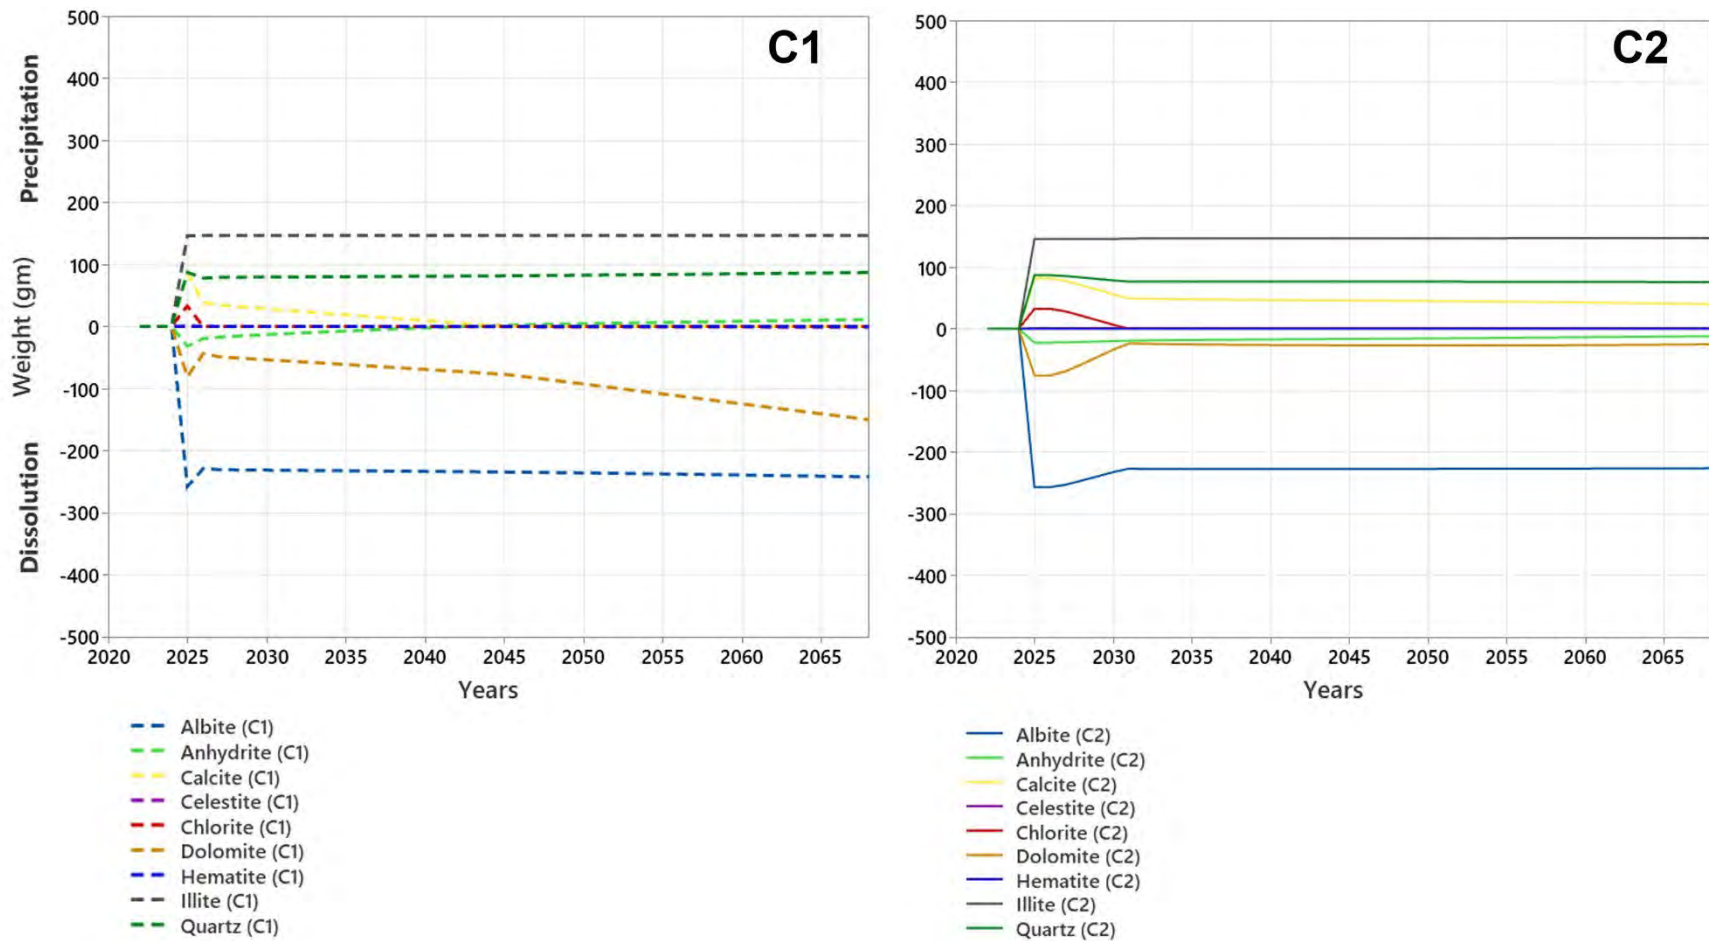 C1
500
400
300
200
100
0
-100
-200
-300
-400
-500
Precipitation
Weight (gm)
Dissolution
2020 2025 2030 2035 2040 2045 2050 2055 2060 2065
Years
Albite (C1)
Anhydrite (C1)
Calcite (C1)
Celestite (C1)
Chlorite (C1)
Dolomite (C1)
Hematite (C1)
Illite (C1)
Quartz (C1)
C2
500
400
300
200
100
0
-100
-200
-300
-400
-500
2020 2025 2030 2035 2040 2045 2050 2055 2060 2065
Years
Albite (C2)
Anhydrite (C2)
Calcite (C2)
Celestite (C2)
Chlorite (C2)
Dolomite (C2)
Hematite (C2)
Illite (C2)
Quartz (C2)